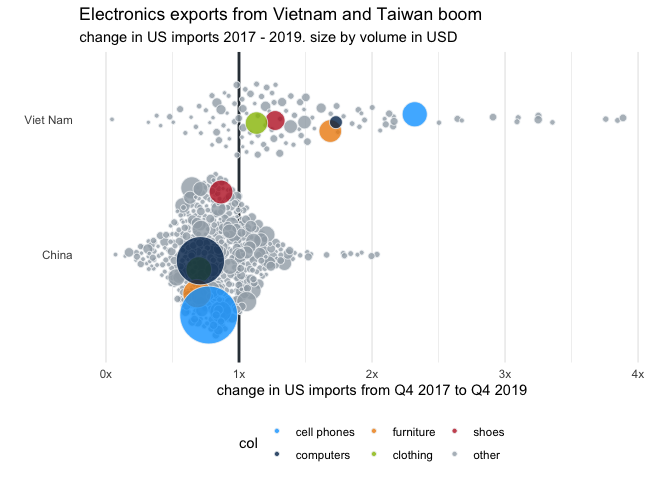 Electronics exports from Vietnam and Taiwan boom
change in US imports 2017 - 2019. size by volume in USD
Viet Nam
China
0x 1x 2x 3x 4x
change in US imports from Q4 2017 to Q4 2019
col
cell phones furniture shoes
computers clothing other